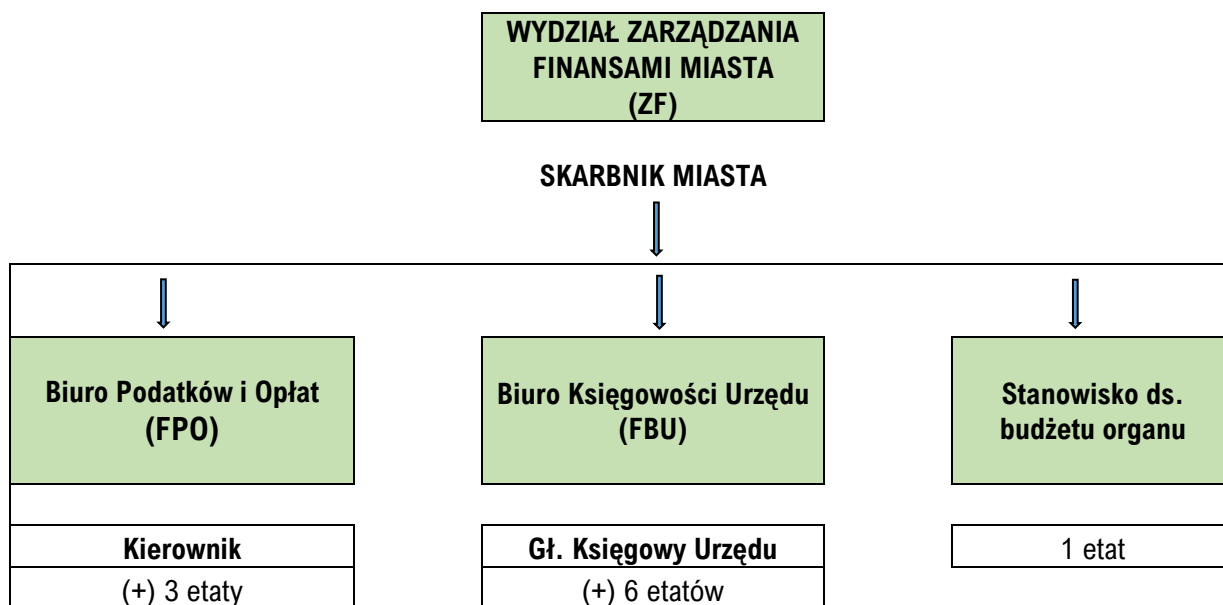 WYDZIAŁ ZARZĄDZANIA
FINANSAMI MIASTA
(ZF)
SKARBNIK MIASTA
Biuro Podatków i Opłat
(FPO)
Biuro Księgowości Urzędu
(FBU)
Stanowisko ds.
budżetu organu
Kierownik
(+) 3 etaty
Gł. Księgowy Urzędu
(+) 6 etatów
1 etat